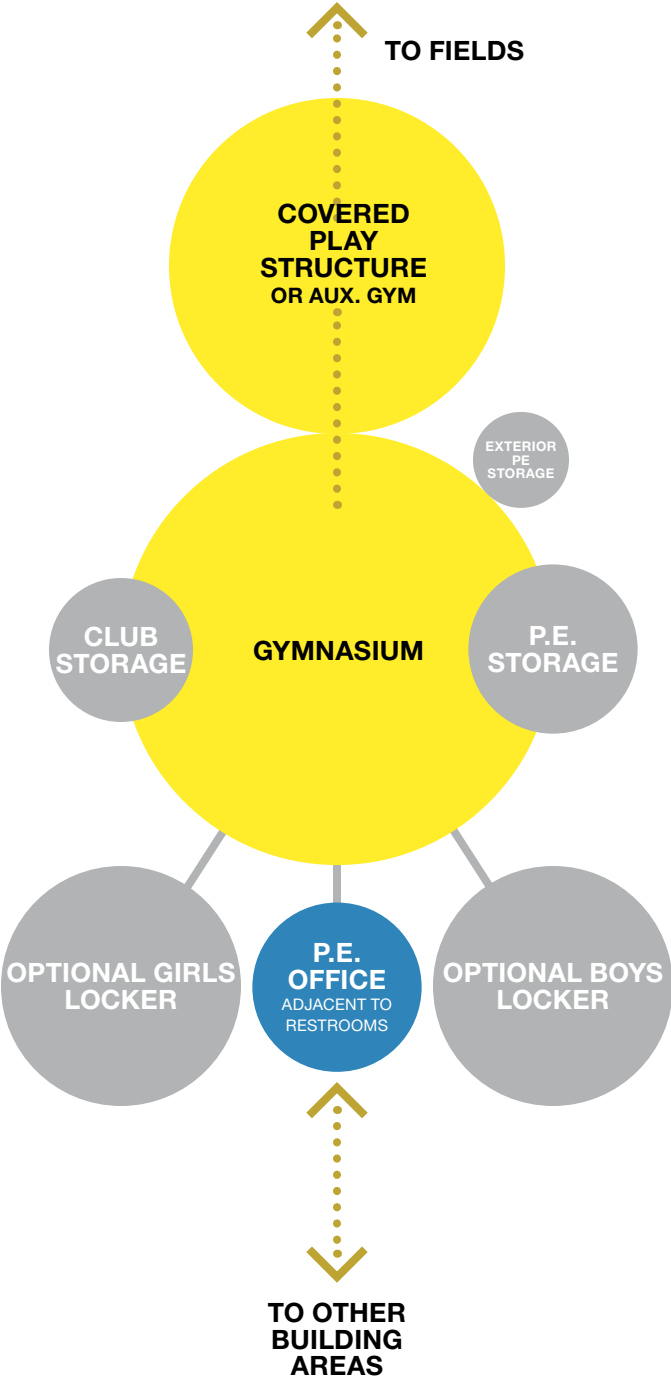 TO FIELDS
COVERED
PLAY
STRUCTURE
OR AUX. GYM
EXTERIOR
PE
STORAGE
CLUB
STORAGE
GYMNASIUM
P.E.
STORAGE
OPTIONAL GIRLS
LOCKER
P.E.
OFFICE
ADJACENT TO
RESTROOMS
OPTIONAL BOYS
LOCKER
TO OTHER
BUILDING
AREAS